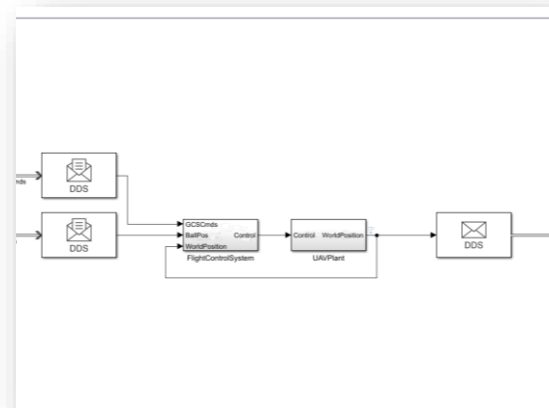 DDS
DDS
GCSCmds
BallPos
WorldPosition
Control
FlightControlSystem
Control
WorldPosition
UAVPlant
DDS